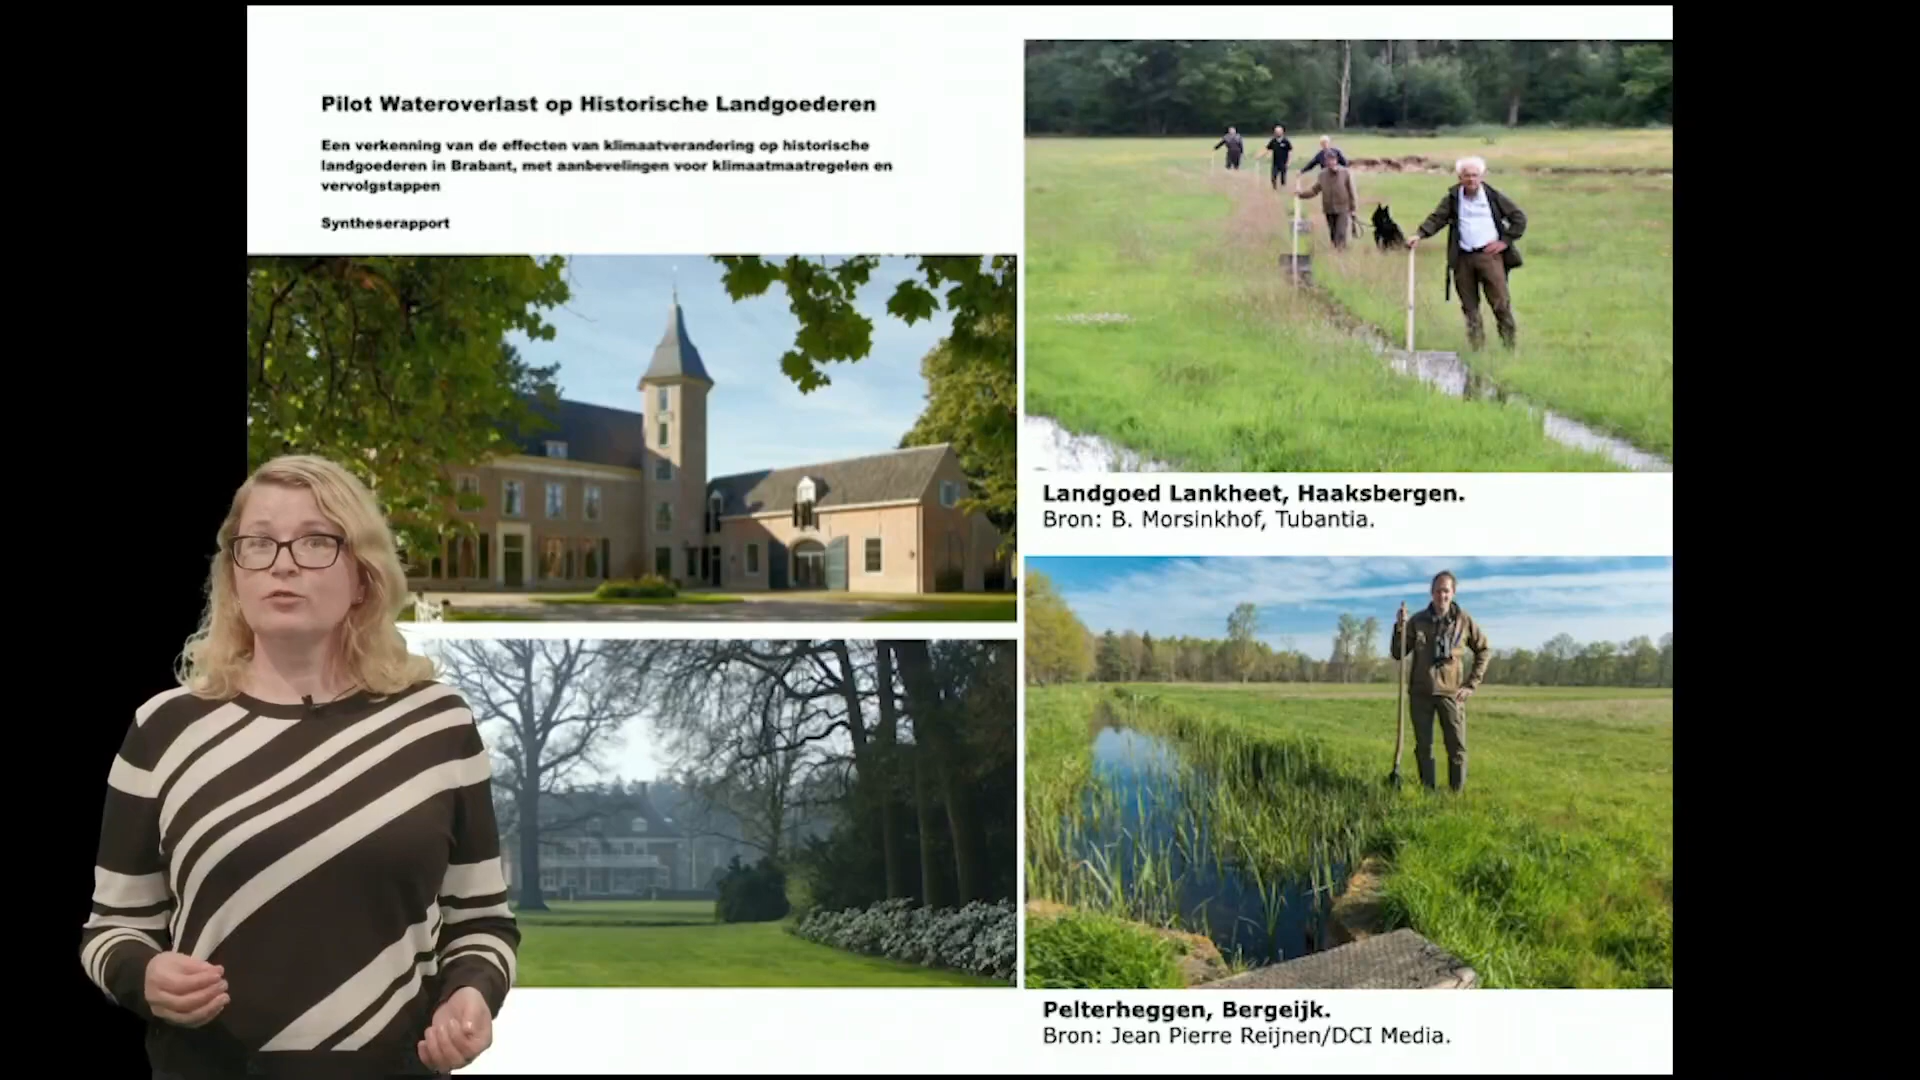 Pilot Wateroverlast op Historische Landgoederen
Een verkenning van de effecten van klimaatverandering op historische
landgoederen in Brabant, met aanbevelingen voor klimaatmaatregelen en
vervolgstappen
Syntheserapport
Landgoed Lankheet, Haaksbergen.
Bron: B. Morsinkhof, Tubantia.
Pelterheggen, Bergeijk.
Bron: Jean Pierre Reijnen/DCI Media.